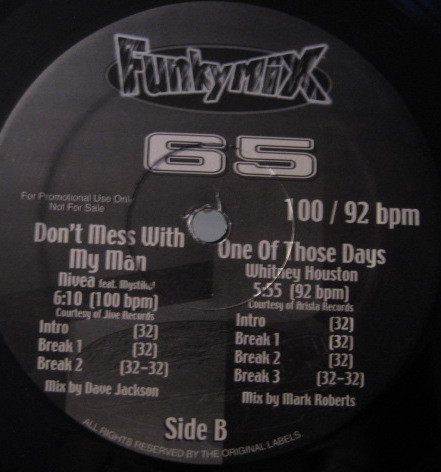 Funkymix
65
For Promotional Use Only
Not For Sale
100 / 92 bpm
Don't Mess With
My Man
Nivea feat. Mystikal
6:10 (100 bpm)
Courtesy of Jive Records
Intro (32)
Break 1 (32)
Break 2 (32-32)
Mix by Dave Jackson
One Of Those Days
Whitney Houston
5:55 (92 bpm)
Courtesy of Arista Records
Intro (32)
Break 1 (32)
Break 2 (32)
Break 3 (32-32)
Mix by Mark Roberts
Side B
ALL RIGHTS RESERVED BY THE ORIGINAL LABELS.